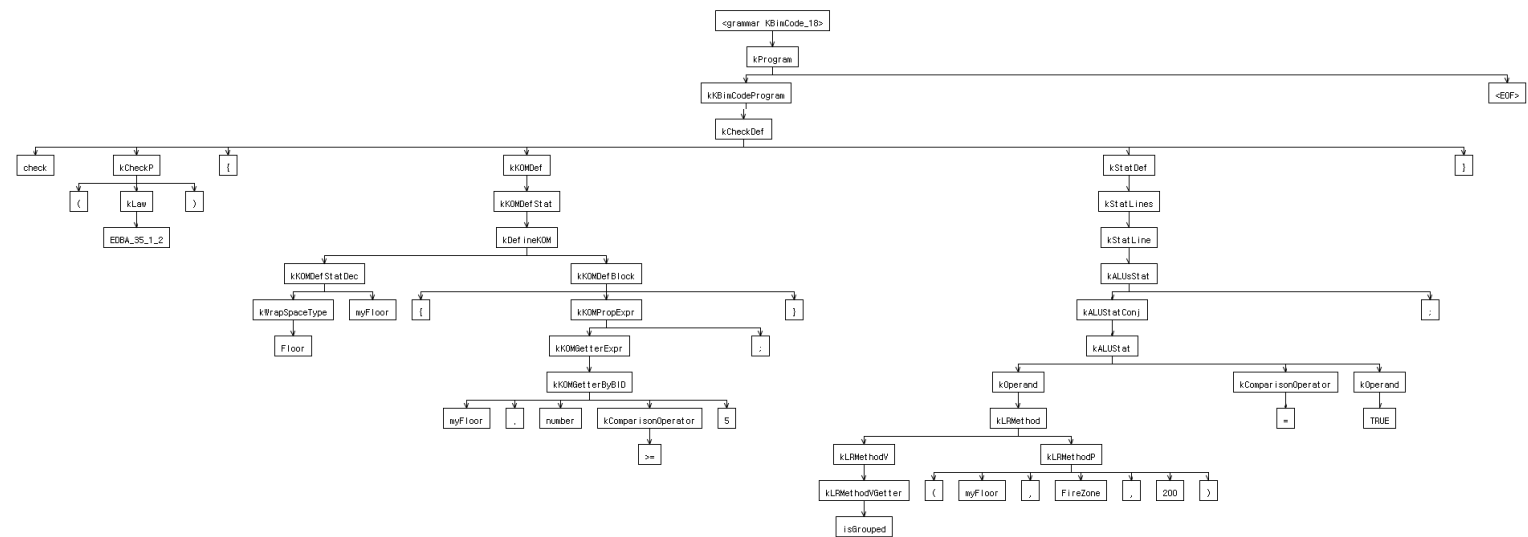 <grammar KBimCode_18>
kProgram
kKBimCodeProgram <EOF>
kCheckDef
check kCheckP { kKOMDef kStatDef }
( kLaw ) kKOMDefStat kStatLines
EDBA_35_1_2 kDefineKOM kStatLine
kKOMDefStatDec kKOMDefBlock kALUsStat
kWrapSpaceType myFloor { kKOMPropExpr } kALUStatConj ;
Floor kKOMGetterExpr ; kALUStat
kKOMGetterByBID kOperand kComparisonOperator kOperand
myFloor . number kComparisonOperator 5 kLRMethod = TRUE
>= kLRMethodV kLRMethodP
kLRMethodVGetter ( myFloor , FireZone , 200 )
isGrouped